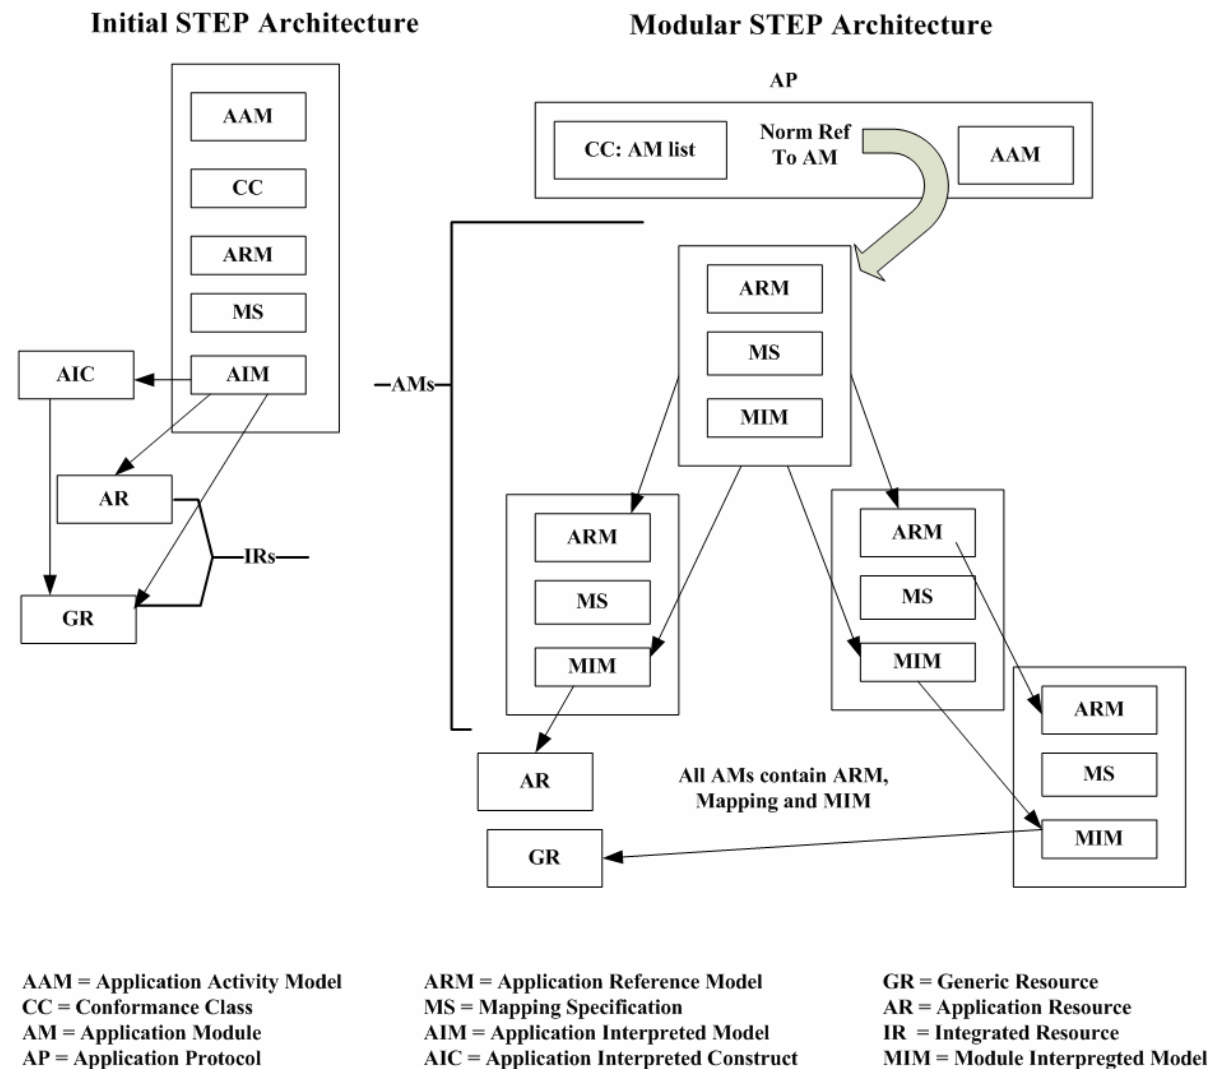 Initial STEP Architecture
Modular STEP Architecture
AAM
CC
ARM
MS
AIM
AIC
AR
IRs
GR
AP
CC: AM list
Norm Ref
To AM
AAM
AMs
ARM
MS
MIM
ARM
MS
MIM
ARM
MS
MIM
ARM
MS
MIM
AR
GR
All AMs contain ARM,
Mapping and MIM
AAM = Application Activity Model
CC = Conformance Class
AM = Application Module
AP = Application Protocol
ARM = Application Reference Model
MS = Mapping Specification
AIM = Application Interpreted Model
AIC = Application Interpreted Construct
GR = Generic Resource
AR = Application Resource
IR = Integrated Resource
MIM = Module Interpregted Model